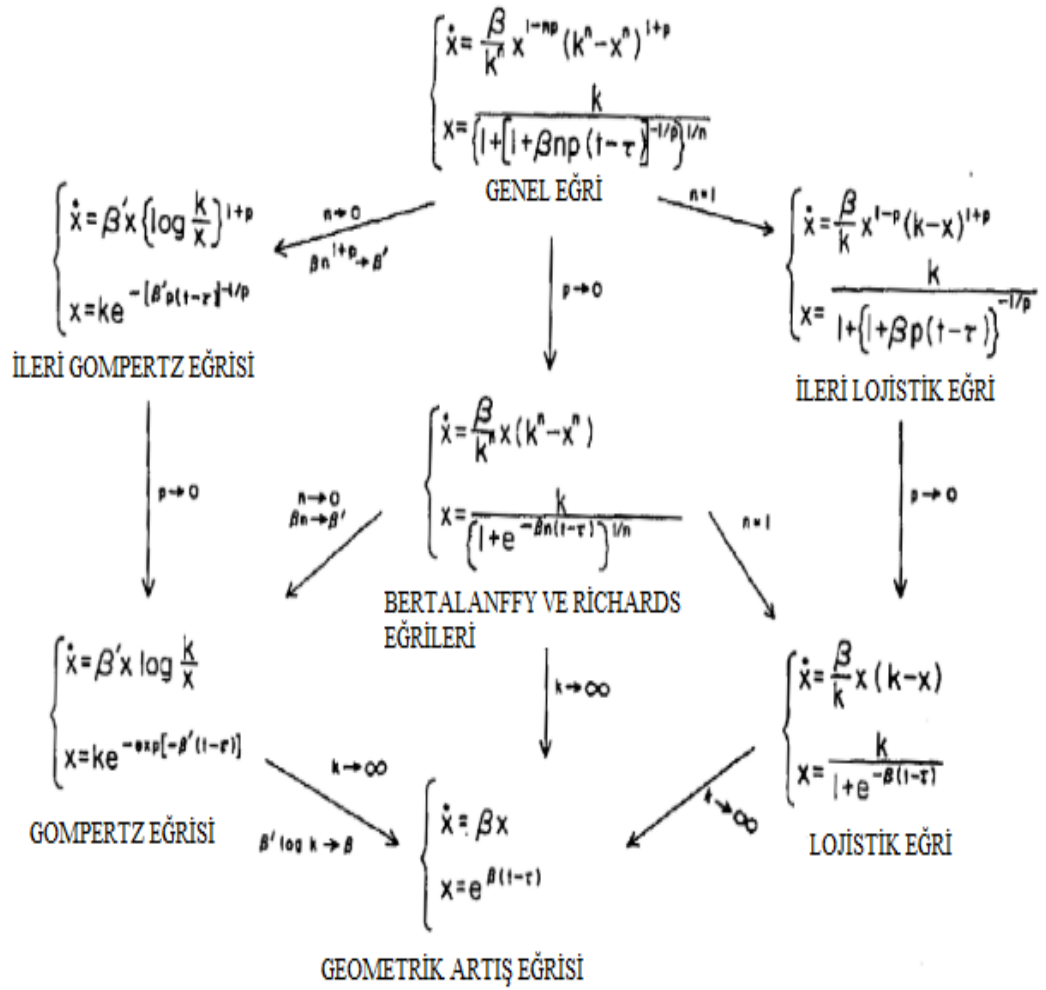 ẋ= β/kⁿ x^(1-np) (kⁿ-xⁿ)^(1+p)
x= k/{1+[1+βnp(t-τ)]^(-1/p)}^(1/n)
GENEL EĞRİ
n→0
βn^(1+p)→β′
p→0
n=1
ẋ=β′x{log k/x}^(1+p)
x=ke^(-[β′p(t-τ)]^(-1/p))
İLERİ GOMPERTZ EĞRİSİ
ẋ= β/k x^(1-p)(k-x)^(1+p)
x= k/1+{1+βp(t-τ)}^(-1/p)
İLERİ LOJİSTİK EĞRİ
p→0
n→0
βn→β′
ẋ= β/kⁿ x(kⁿ-xⁿ)
x= k/{1+e^(-βn(t-τ))}^(1/n)
BERTALANFFY VE RICHARDS
EĞRİLERİ
n=1
p→0
ẋ=β′x log k/x
x=ke^(-exp[-β′(t-τ)])
GOMPERTZ EĞRİSİ
k→∞
β′ log k→β
k→∞
ẋ= β/k x(k-x)
x= k/1+e^(-β(t-τ))
LOJİSTİK EĞRİ
k→∞
ẋ=βx
x=e^(β(t-τ))
GEOMETRİK ARTIŞ EĞRİSİ